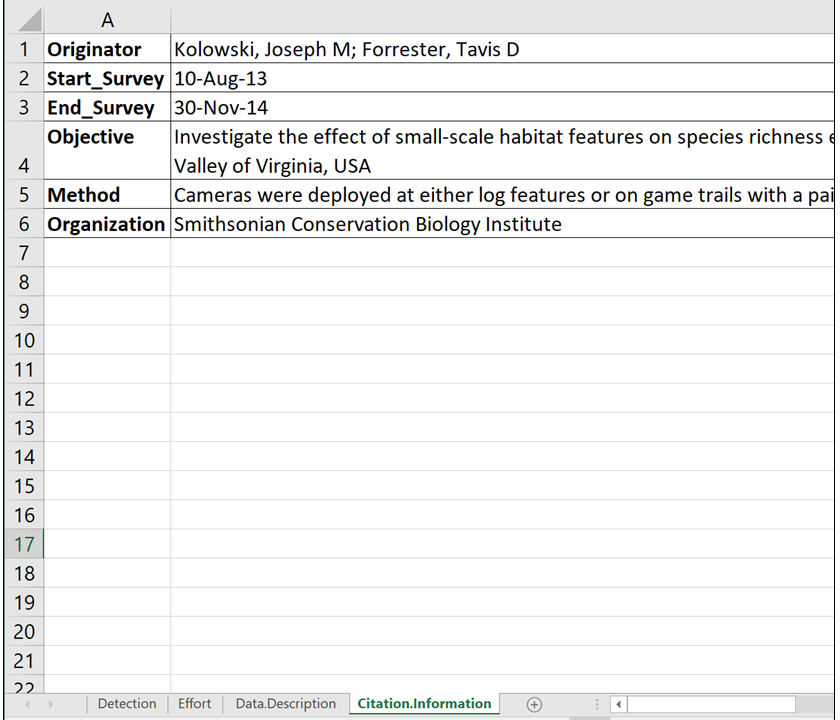 A
1 Originator Kolowski, Joseph M; Forrester, Tavis D
2 Start_Survey 10-Aug-13
3 End_Survey 30-Nov-14
Objective Investigate the effect of small-scale habitat features on species richness
4 Valley of Virginia, USA
5 Method Cameras were deployed at either log features or on game trails with a pai
6 Organization Smithsonian Conservation Biology Institute
7
8
9
10
11
12
13
14
15
16
17
18
19
20
21
22
Detection Effort Data.Description Citation.Information